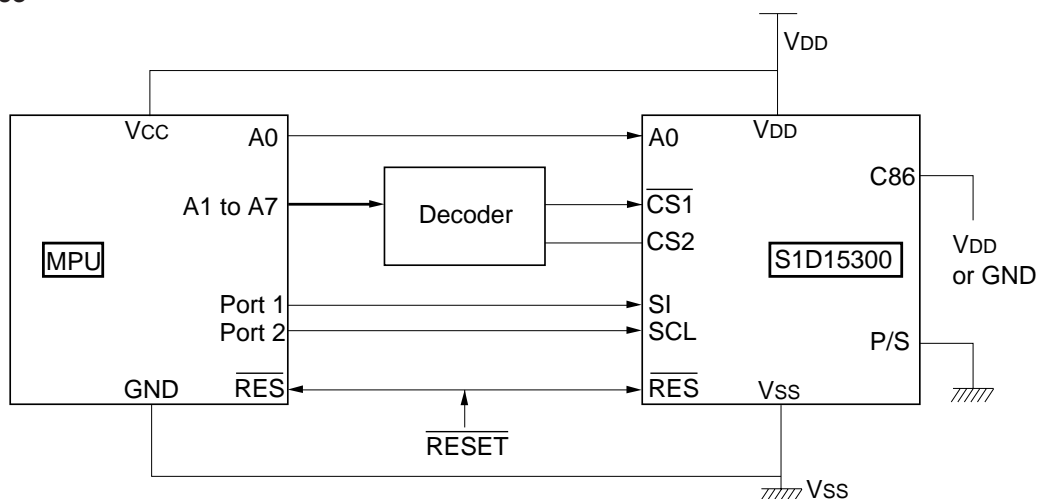 VDD
VCC
VDD
A0
A0
C86
A1 to A7
Decoder
CS1
CS2
MPU
S1D15300
VDD
or GND
Port 1
SI
Port 2
SCL
P/S
GND
RES
RES
VSS
RESET
VSS